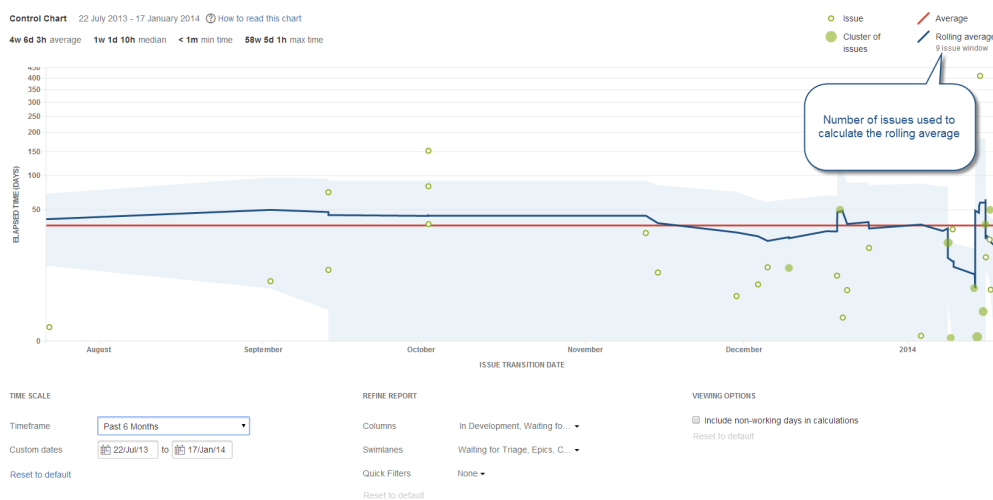 Control Chart 22 July 2013 - 17 January 2014 ? How to read this chart
4w 6d 3h average 1w 1d 10h median < 1m min time 58w 5d 1h max time
Issue
Average
Cluster of
issues
Rolling average
9 issue window
Number of issues used to
calculate the rolling average
ELAPSED TIME (DAYS)
450
400
350
300
250
200
150
100
50
0
August September October November December 2014
ISSUE TRANSITION DATE
TIME SCALE
Timeframe Past 6 Months
Custom dates 22/Jul/13 to 17/Jan/14
Reset to default
REFINE REPORT
Columns In Development, Waiting fo...
Swimlanes Waiting for Triage, Epics, C...
Quick Filters None
Reset to default
VIEWING OPTIONS
Include non-working days in calculations
Reset to default